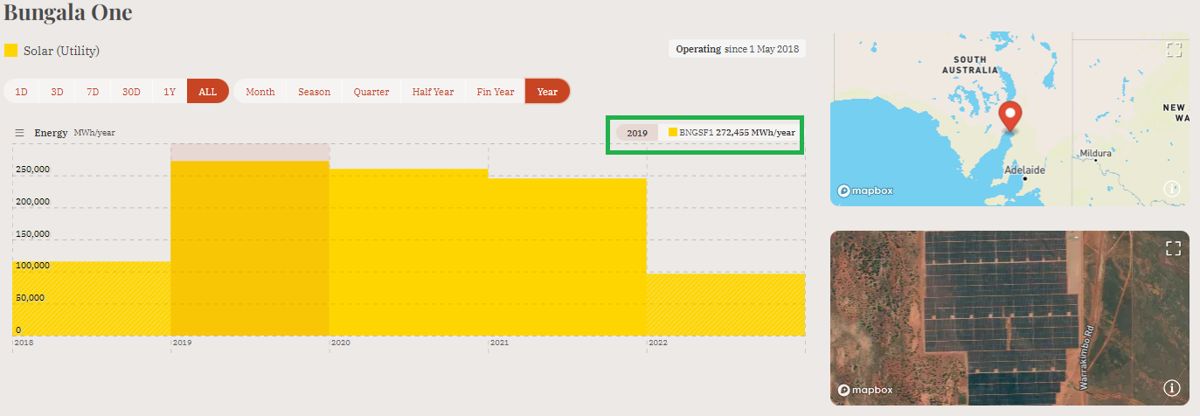 Bungala One
Solar (Utility)
Operating since 1 May 2018
1D 3D 7D 30D 1Y ALL Month Season Quarter Half Year Fin Year Year
Energy MWh/year
2019 BNGSF1 272,455 MWh/year
250,000
200,000
150,000
100,000
50,000
0
2018 2019 2020 2021 2022
SOUTH
AUSTRALIA
NEW
WA
Mildura
Adelaide
mapbox
Warrakimbo Rd
mapbox